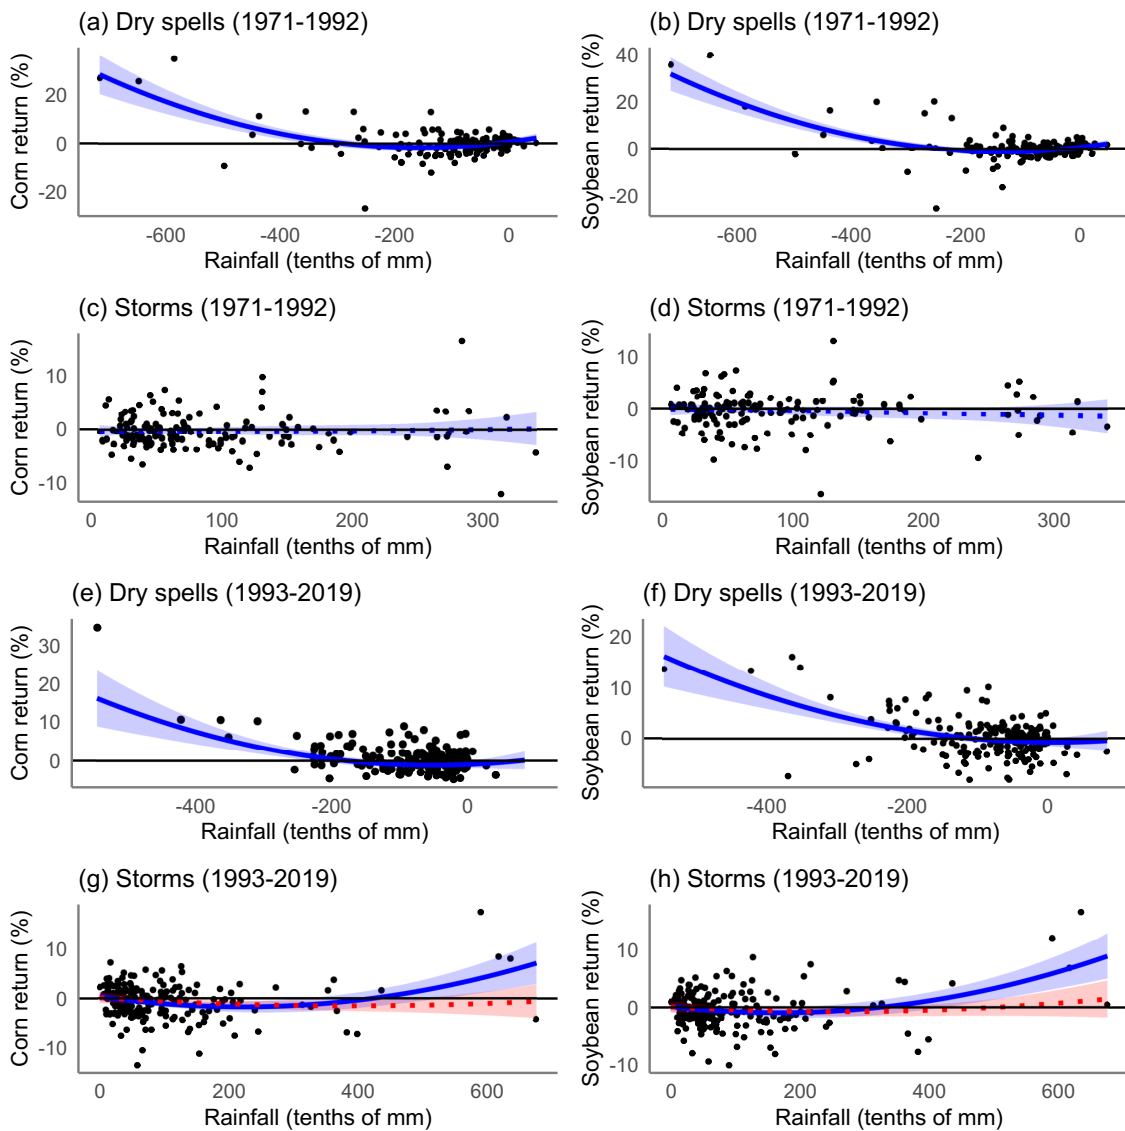 (a) Dry spells (1971-1992)
Corn return (%)
20
0
-20
-600
-400
-200
0
Rainfall (tenths of mm)
(b) Dry spells (1971-1992)
Soybean return (%)
40
20
0
-20
-600
-400
-200
0
Rainfall (tenths of mm)
(c) Storms (1971-1992)
Corn return (%)
10
0
-10
0
100
200
300
Rainfall (tenths of mm)
(d) Storms (1971-1992)
Soybean return (%)
10
0
-10
0
100
200
300
Rainfall (tenths of mm)
(e) Dry spells (1993-2019)
Corn return (%)
30
20
10
0
-400
-200
0
Rainfall (tenths of mm)
(f) Dry spells (1993-2019)
Soybean return (%)
20
10
0
-400
-200
0
Rainfall (tenths of mm)
(g) Storms (1993-2019)
Corn return (%)
10
0
-10
0
200
400
600
Rainfall (tenths of mm)
(h) Storms (1993-2019)
Soybean return (%)
10
0
-10
0
200
400
600
Rainfall (tenths of mm)